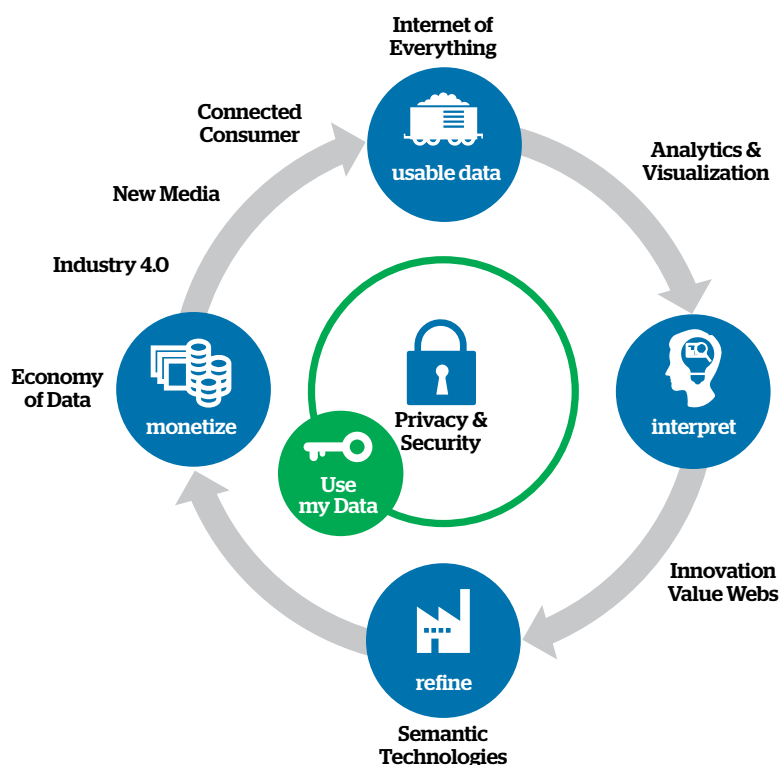 Internet of
Everything
Connected
Consumer
usable data
Analytics &
Visualization
New Media
Industry 4.0
Economy
of Data
monetize
Privacy &
Security
interpret
Use
my Data
Innovation
Value Webs
refine
Semantic
Technologies